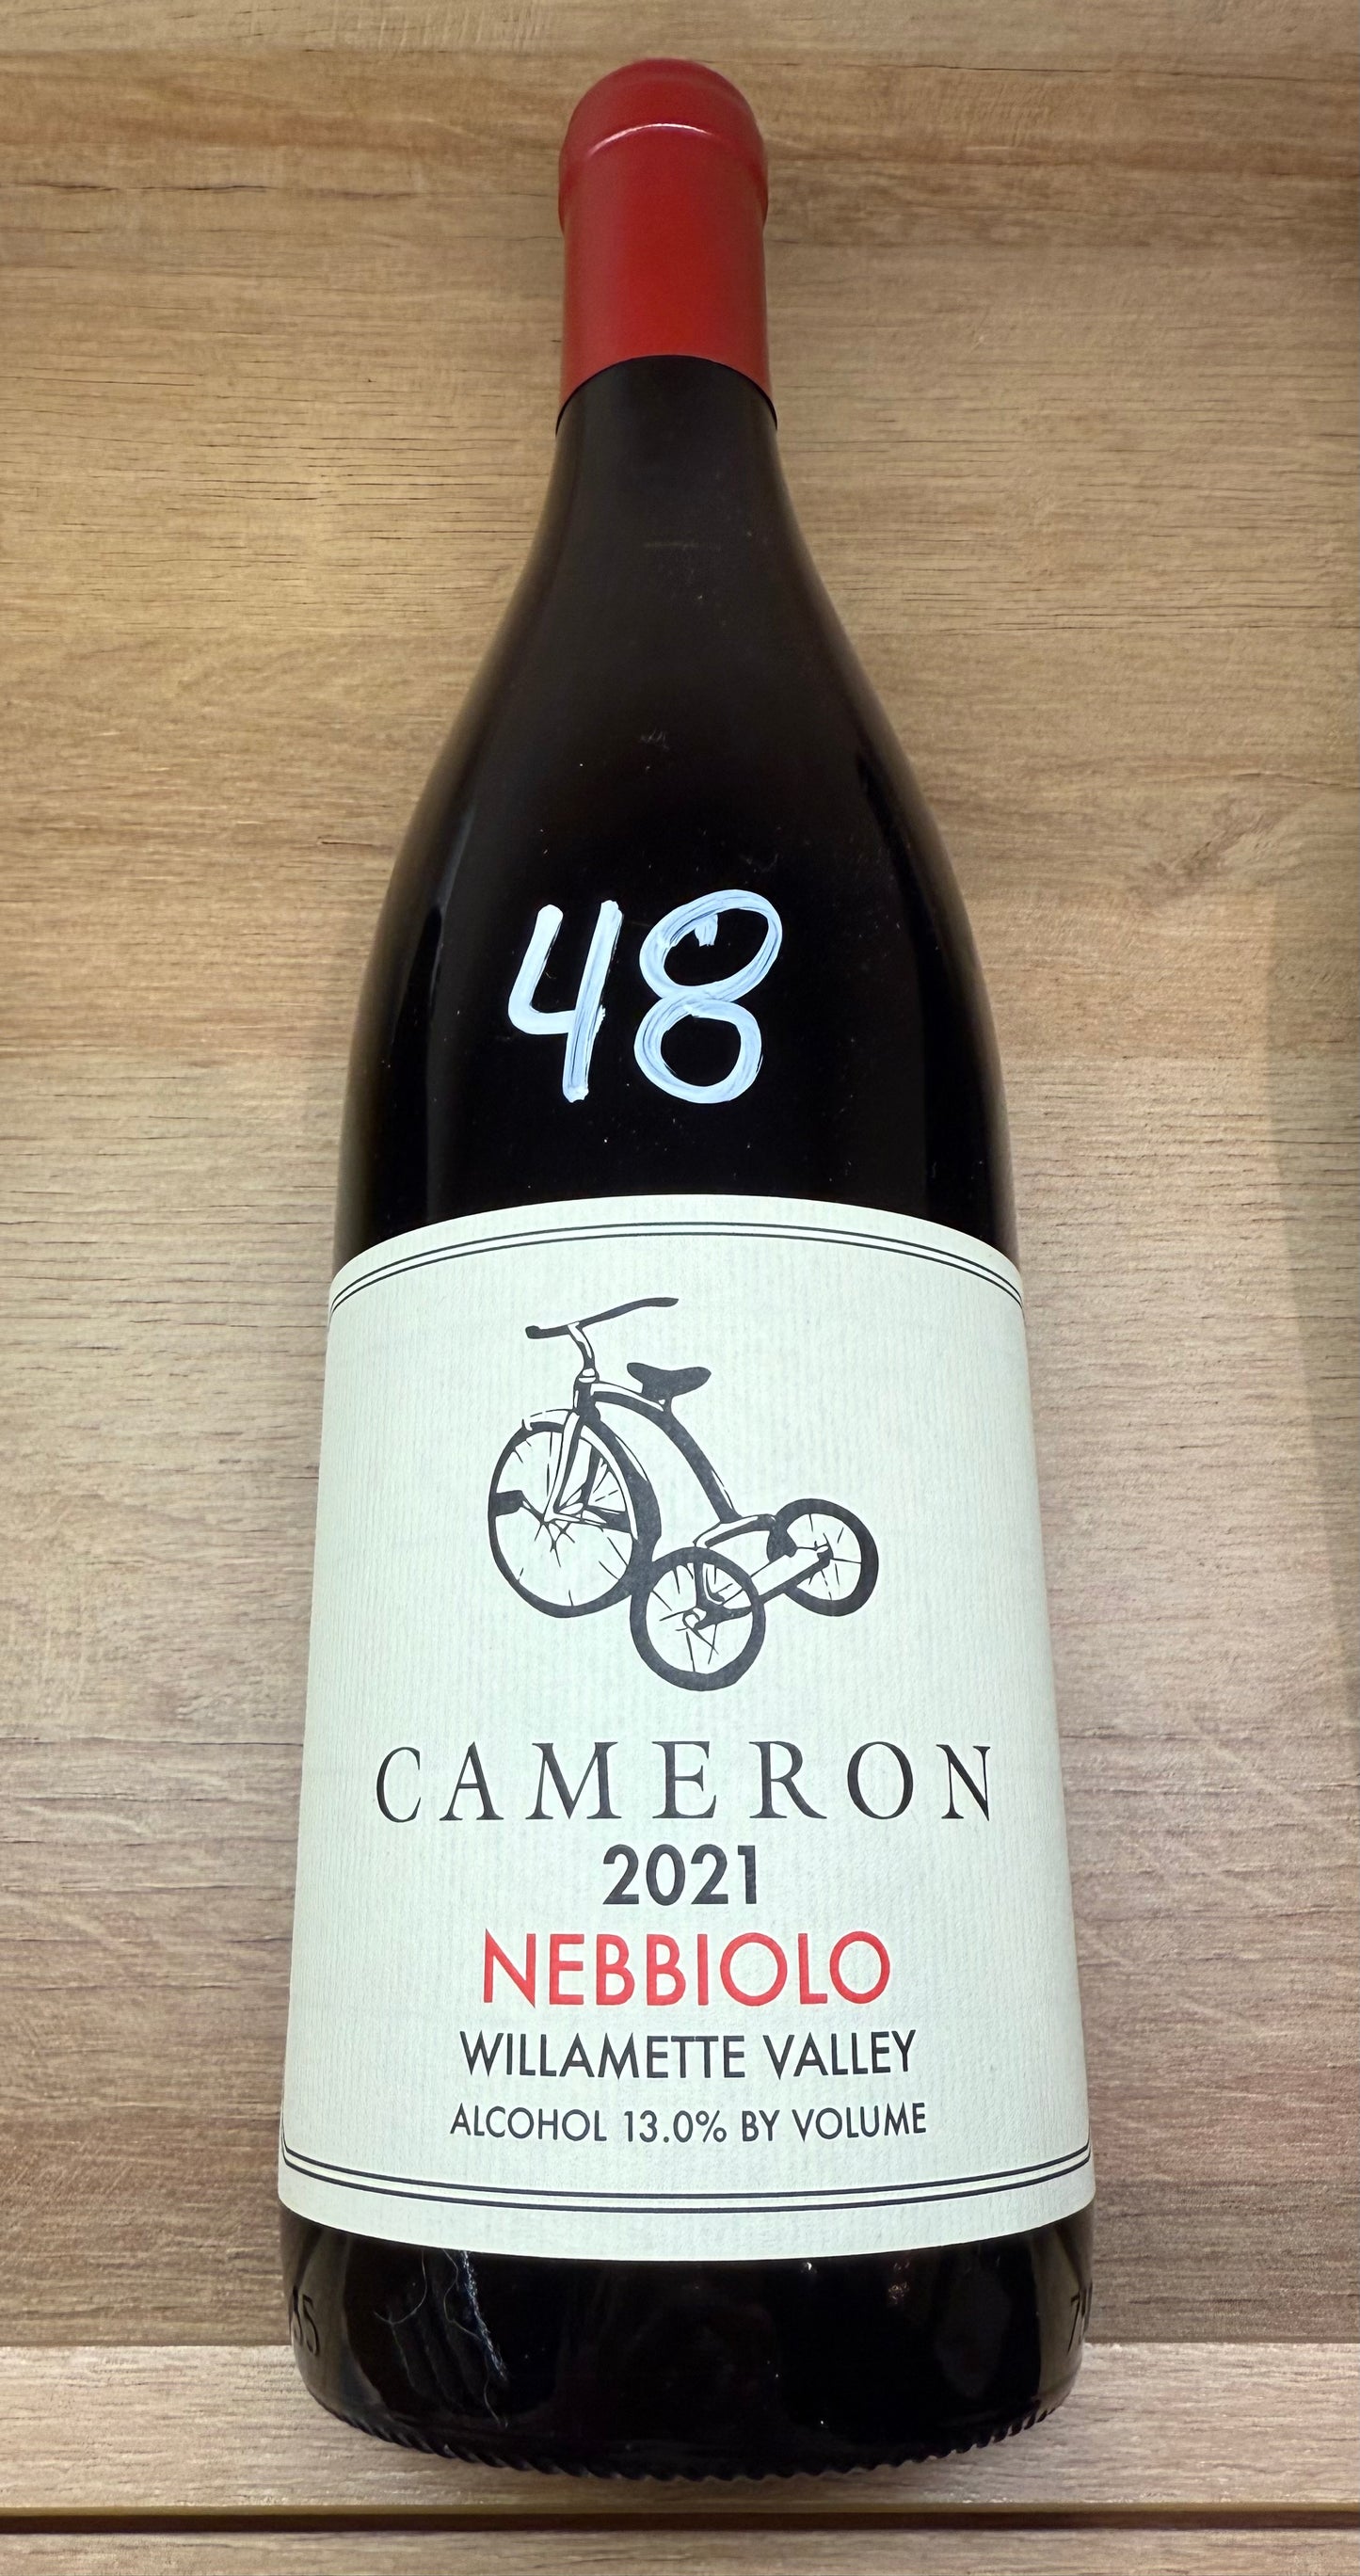 48
CAMERON
2021
NEBBIOLO
WILLAMETTE VALLEY
ALCOHOL 13.0% BY VOLUME